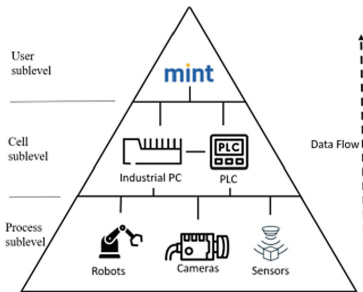 User
sublevel
mint
Cell
sublevel
PLC
Industrial PC
PLC
Data Flow
Process
sublevel
Robots
Cameras
Sensors